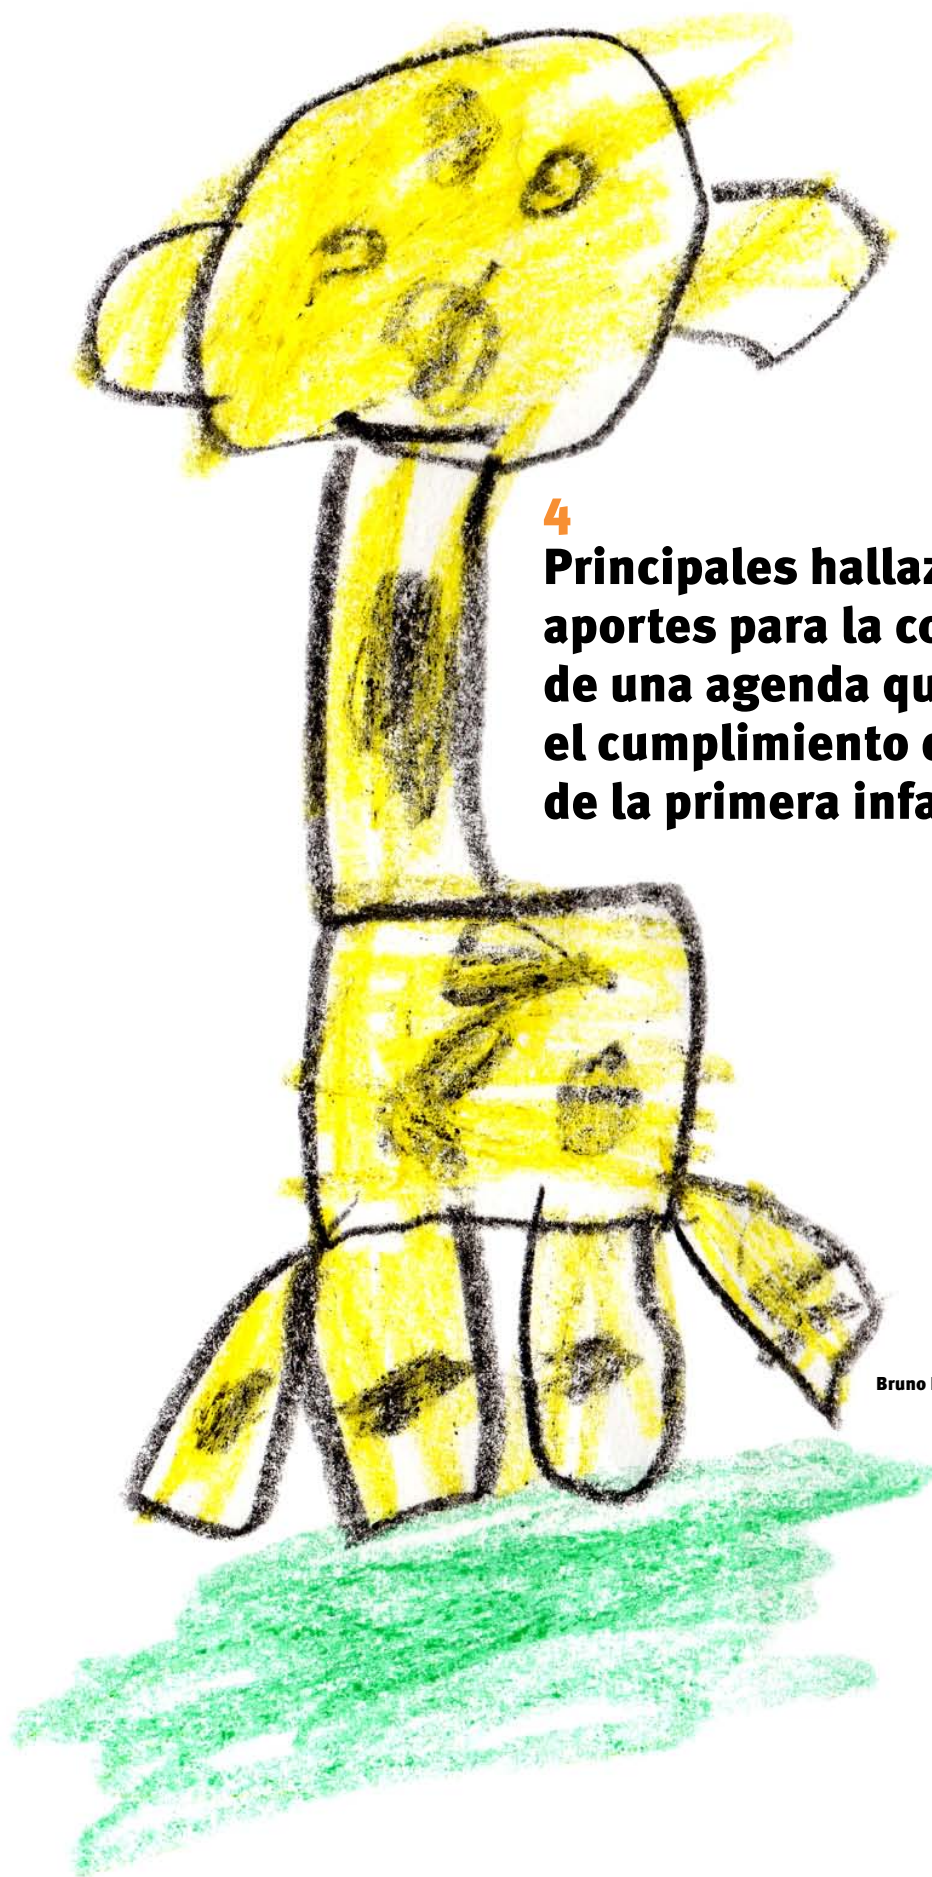 4
Principales hallaz
aportes para la co
de una agenda qu
el cumplimiento
de la primera infa
Bruno